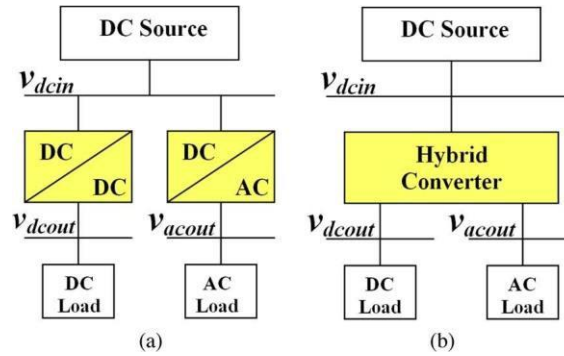 DC Source
v_dcin
DC
DC
DC
AC
v_dcout
v_acout
DC
Load
AC
Load
(a)
DC Source
v_dcin
Hybrid
Converter
v_dcout
v_acout
DC
Load
AC
Load
(b)